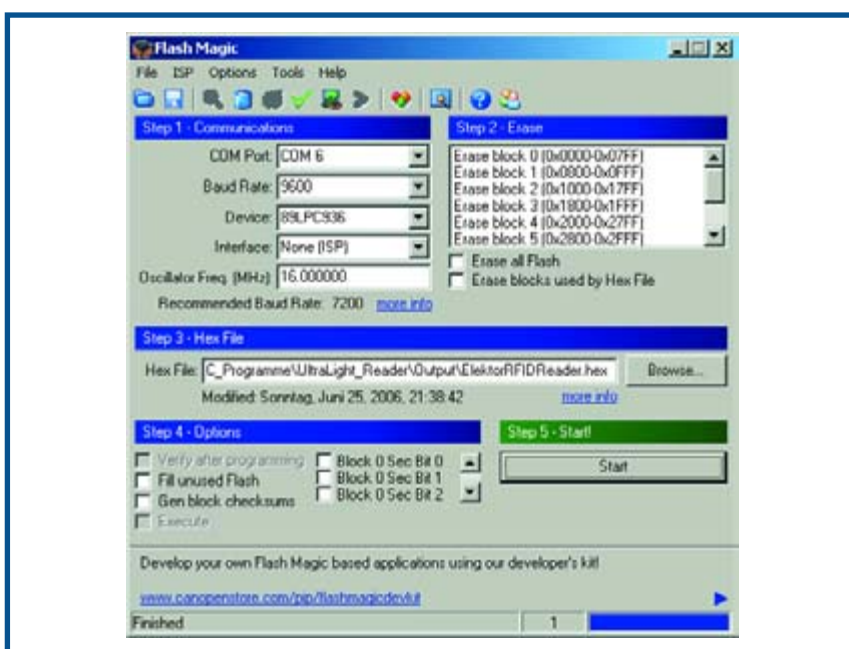 Flash Magic
File ISP Options Tools Help
Step 1 - Communications
COM Port: COM 6
Baud Rate: 9600
Device: 89LPC936
Interface: None (ISP)
Oscillator Freq. (MHz) 16.000000
Recommended Baud Rate: 7200 more info
Step 2 - Erase
Erase block 0 (0x0000-0x07FF)
Erase block 1 (0x0800-0x0FFF)
Erase block 2 (0x1000-0x17FF)
Erase block 3 (0x1800-0x1FFF)
Erase block 4 (0x2000-0x27FF)
Erase block 5 (0x2800-0x2FFF)
Erase all Flash
Erase blocks used by Hex File
Step 3 - Hex File
Hex File: C_Programme\UltraLight_Reader\Output\ElektorRFIDReader.hex Browse...
Modified: Sonntag, Juni 25, 2006, 21:38:42 more info
Step 4 - Options
Verify after programming
Fill unused Flash
Gen block checksums
Execute
Block 0 Sec Bit 0
Block 0 Sec Bit 1
Block 0 Sec Bit 2
Step 5 - Start!
Start
Develop your own Flash Magic based applications using our developer's kit!
Finished 1